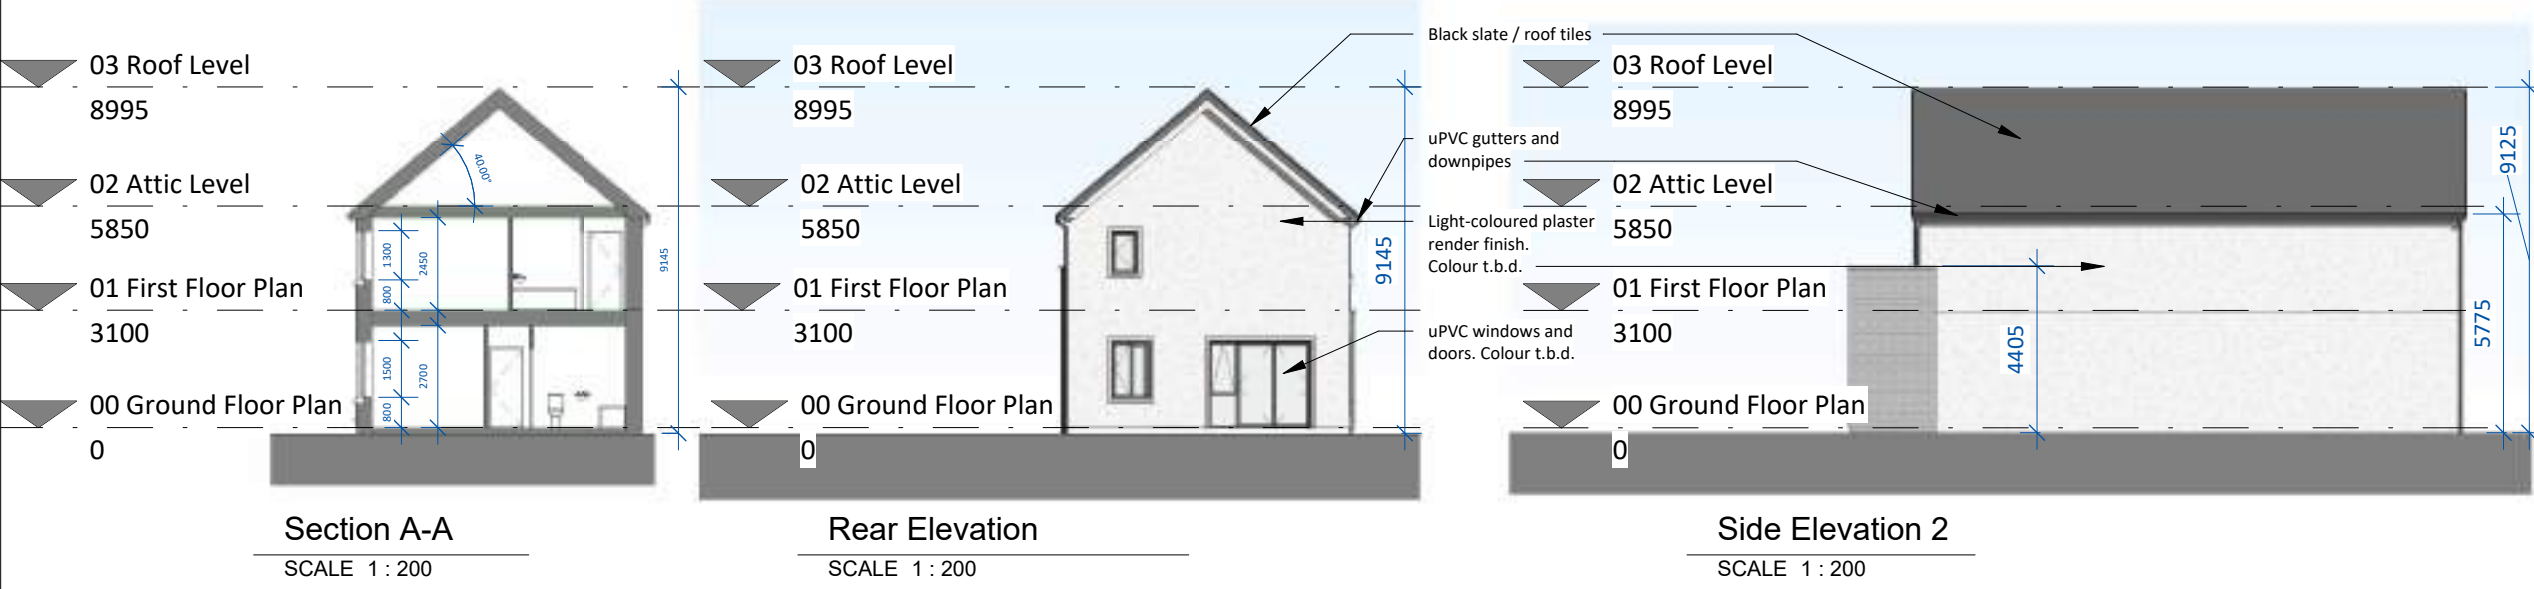 03 Roof Level
8995
02 Attic Level
5850
01 First Floor Plan
3100
00 Ground Floor Plan
0
40.00°
1300
800
2450
1500
800
2700
9145
Section A-A
SCALE 1 : 200
03 Roof Level
8995
02 Attic Level
5850
01 First Floor Plan
3100
00 Ground Floor Plan
0
9145
Rear Elevation
SCALE 1 : 200
Black slate / roof tiles
uPVC gutters and
downpipes
Light-coloured plaster
render finish.
Colour t.b.d.
uPVC windows and
doors. Colour t.b.d.
03 Roof Level
8995
02 Attic Level
5850
01 First Floor Plan
3100
00 Ground Floor Plan
0
4405
5775
9125
Side Elevation 2
SCALE 1 : 200